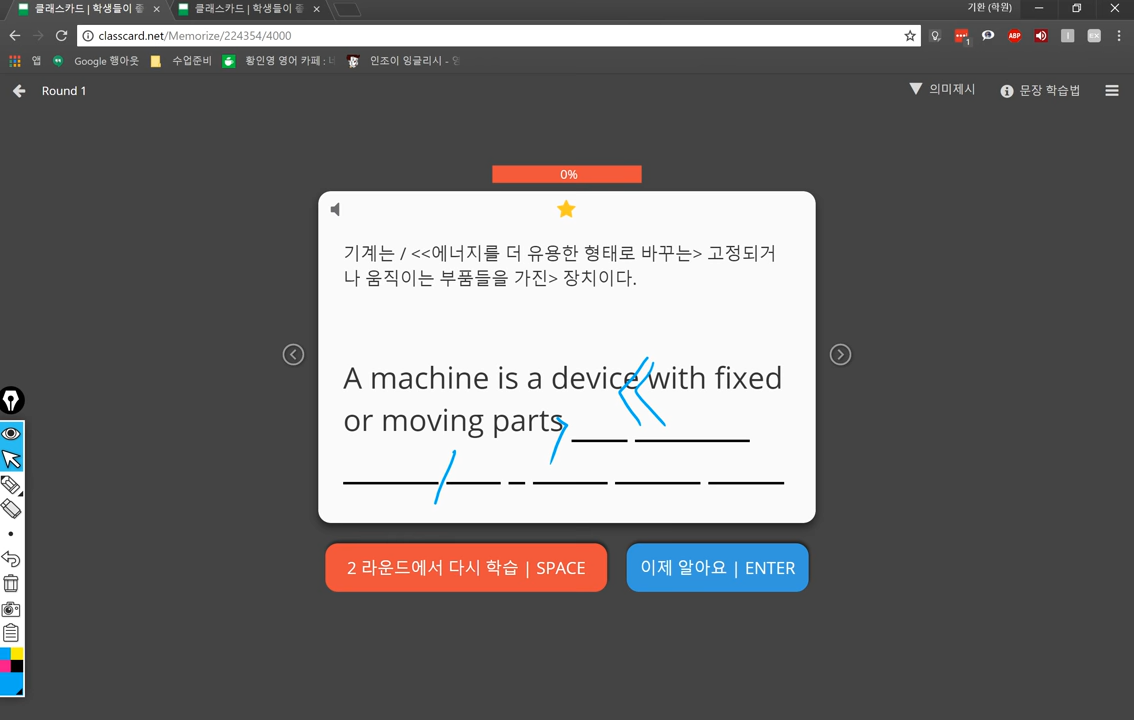 클래스카드 | 학생들이 즐
클래스카드 | 학생들이 즐
기환 (학원)
classcard.net/Memorize/224354/4000
ABP
1
앱
Google 행아웃
수업준비
황인영 영어 카페 : 네
인조이 잉글리시 - 영
Round 1
의미제시
문장 학습법
0%
기계는 / <<에너지를 더 유용한 형태로 바꾸는> 고정되거
나 움직이는 부품들을 가진> 장치이다.
A machine is a device with fixed
or moving parts
2 라운드에서 다시 학습 | SPACE
이제 알아요 | ENTER